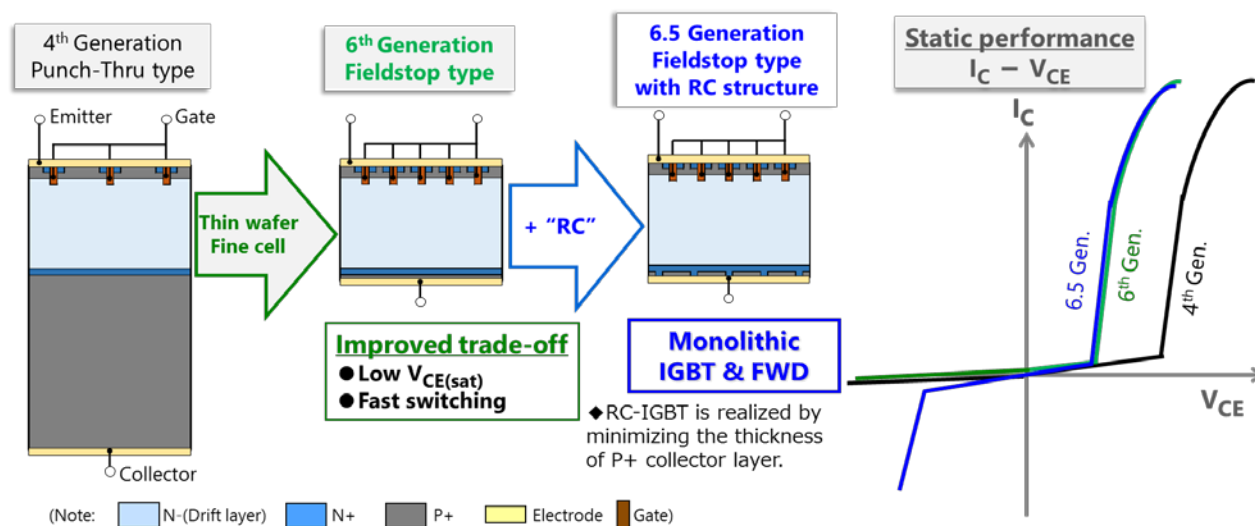 4th Generation
Punch-Thru type
6th Generation
Fieldstop type
6.5 Generation
Fieldstop type
with RC structure
Static performance
IC – VCE
Emitter
Gate
Thin wafer
Fine cell
+ “RC”
Collector
Improved trade-off
●Low VCE(sat)
●Fast switching
Monolithic
IGBT & FWD
◆RC-IGBT is realized by
minimizing the thickness
of P+ collector layer.
IC
6.5 Gen.
6th Gen.
4th Gen.
VCE
(Note: N-(Drift layer) N+ P+ Electrode Gate)